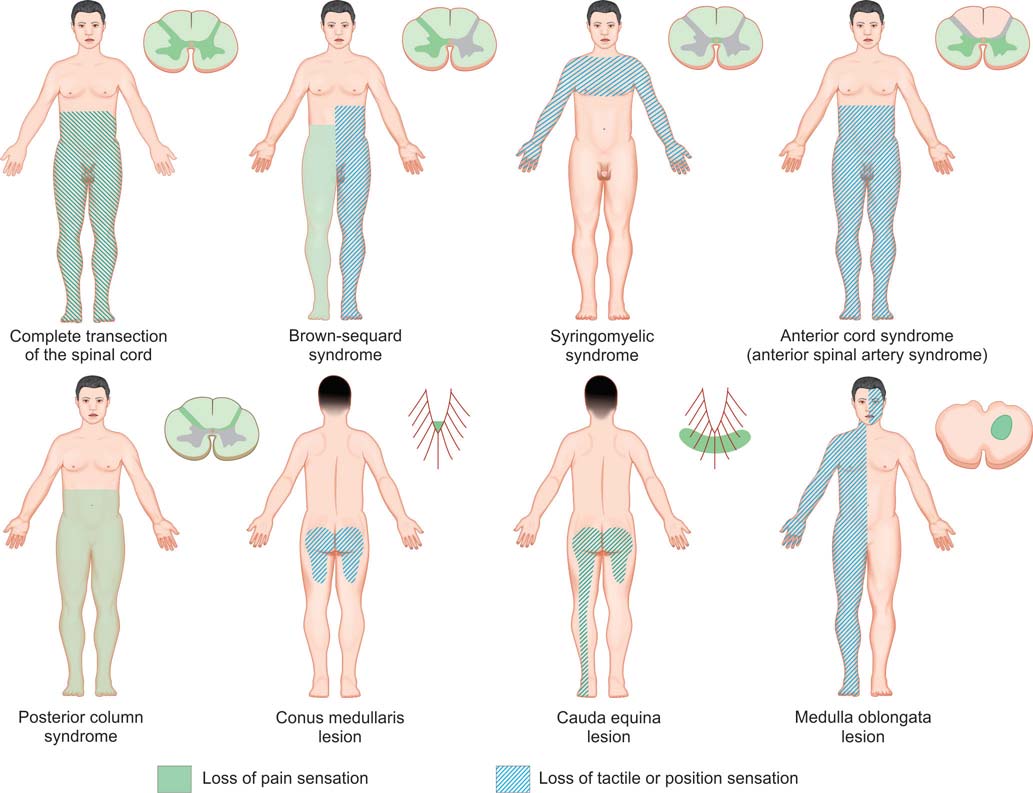 Complete transection
of the spinal cord
Brown-sequard
syndrome
Syringomyelic
syndrome
Anterior cord syndrome
(anterior spinal artery syndrome)
Posterior column
syndrome
Conus medullaris
lesion
Cauda equina
lesion
Medulla oblongata
lesion
Loss of pain sensation
Loss of tactile or position sensation